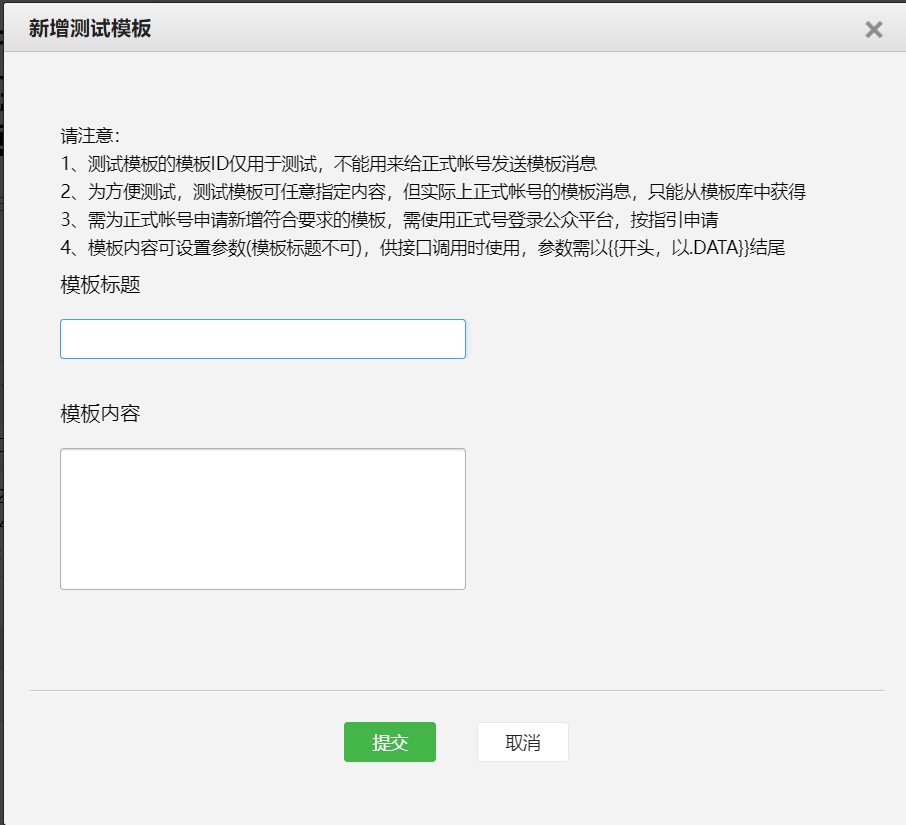 新增测试模板
请注意：
1、测试模板的模板ID仅用于测试，不能用来给正式帐号发送模板消息
2、为方便测试，测试模板可任意指定内容，但实际上正式帐号的模板消息，只能从模板库中获得
3、需为正式帐号申请新增符合要求的模板，需使用正式号登录公众平台，按指引申请
4、模板内容可设置参数(模板标题不可)，供接口调用时使用，参数需以{{开头，以.DATA}}结尾
模板标题
模板内容
提交
取消